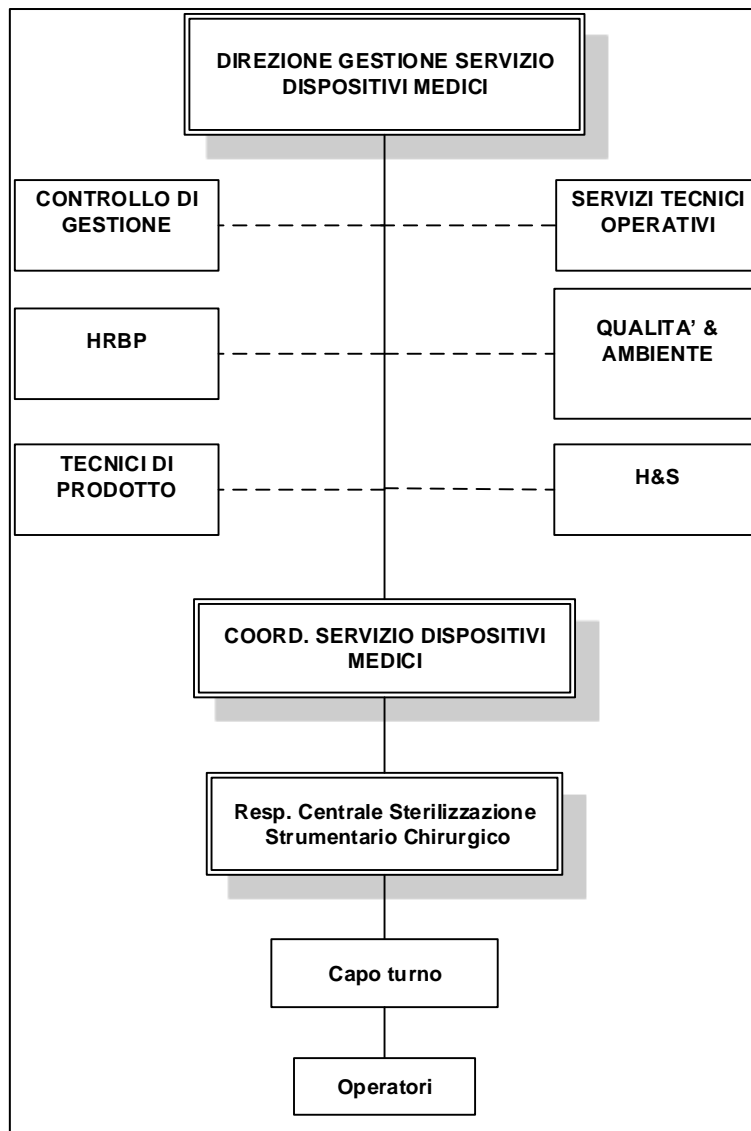 DIREZIONE GESTIONE SERVIZIO
DISPOSITIVI MEDICI
CONTROLLO DI
GESTIONE
SERVIZI TECNICI
OPERATIVI
HRBP
QUALITA’ &
AMBIENTE
TECNICI DI
PRODOTTO
H&S
COORD. SERVIZIO DISPOSITIVI
MEDICI
Resp. Centrale Sterilizzazione
Strumentario Chirurgico
Capo turno
Operatori